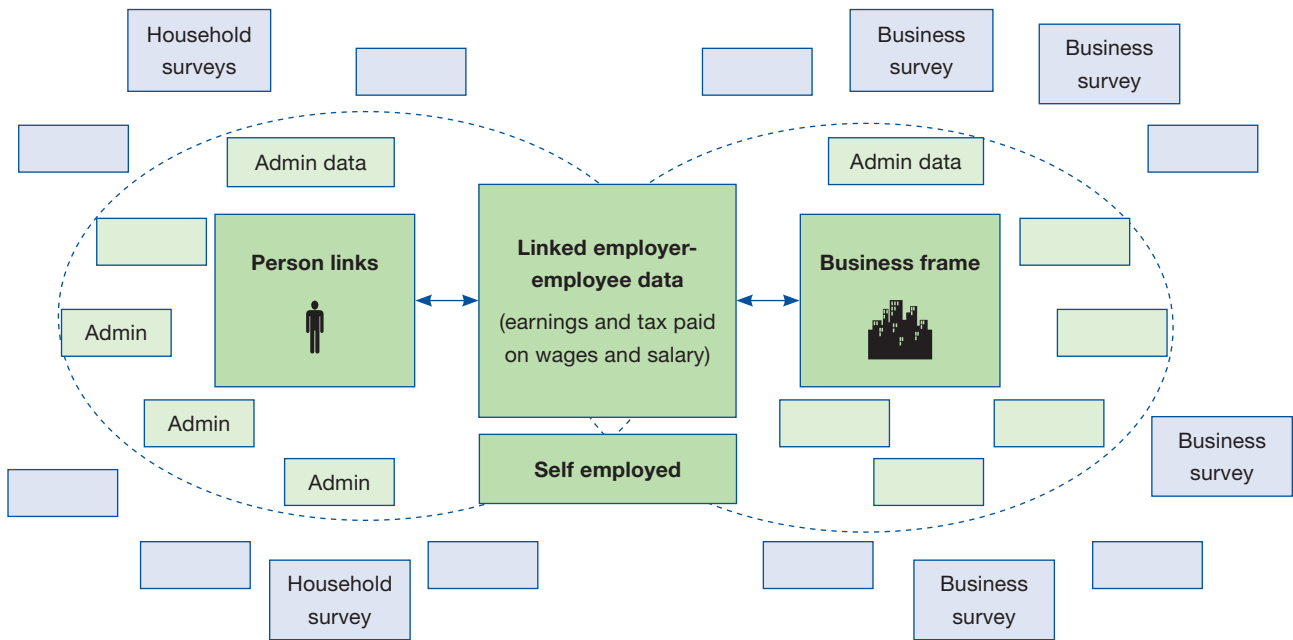 Household
surveys
Business
survey
Business
survey
Admin data
Admin data
Person links
Linked employer-
employee data
(earnings and tax paid
on wages and salary)
Business frame
Admin
Admin
Admin
Self employed
Business
survey
Household
survey
Business
survey